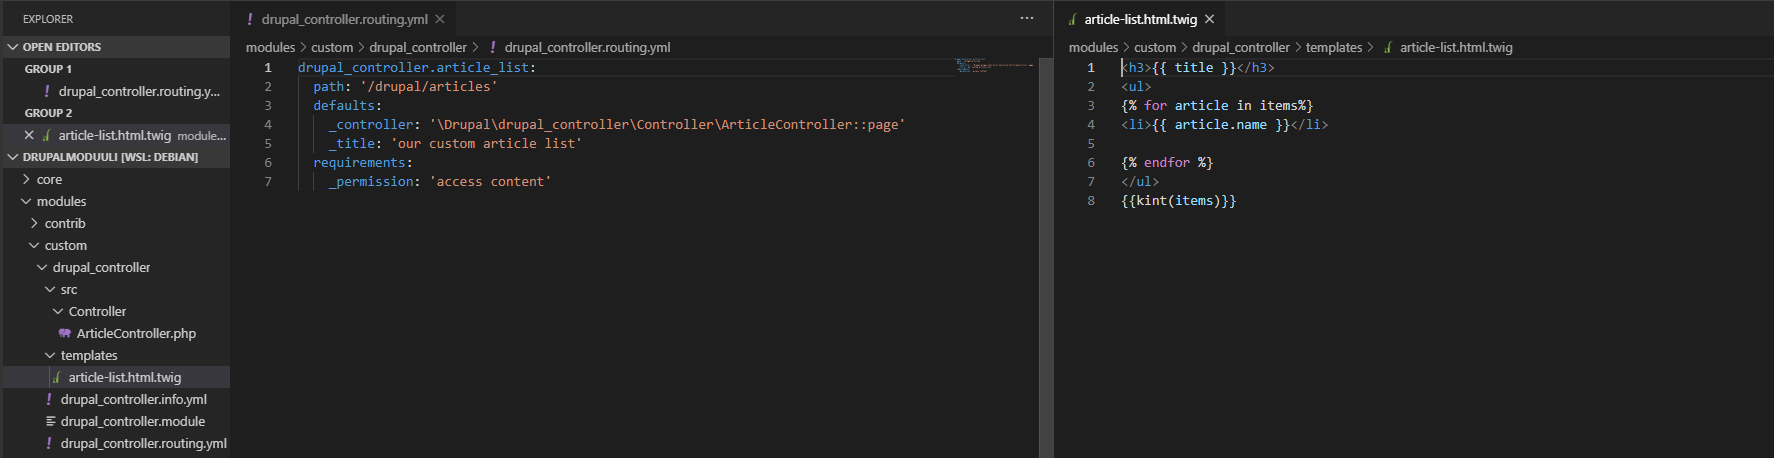 EXPLORER
OPEN EDITORS
GROUP 1
! drupal_controller.routing.y...
GROUP 2
article-list.html.twig module...
DRUPALMODUULI [WSL: DEBIAN]
core
modules
contrib
custom
drupal_controller
src
Controller
ArticleController.php
templates
article-list.html.twig
! drupal_controller.info.yml
drupal_controller.module
! drupal_controller.routing.yml
! drupal_controller.routing.yml
modules > custom > drupal_controller > ! drupal_controller.routing.yml
1 drupal_controller.article_list:
2 path: '/drupal/articles'
3 defaults:
4 _controller: '\Drupal\drupal_controller\Controller\ArticleController::page'
5 _title: 'our custom article list'
6 requirements:
7 _permission: 'access content'
article-list.html.twig
modules > custom > drupal_controller > templates > article-list.html.twig
1 <h3>{{ title }}</h3>
2 <ul>
3 {% for article in items%}
4 <li>{{ article.name }}</li>
5
6 {% endfor %}
7 </ul>
8 {{kint(items)}}